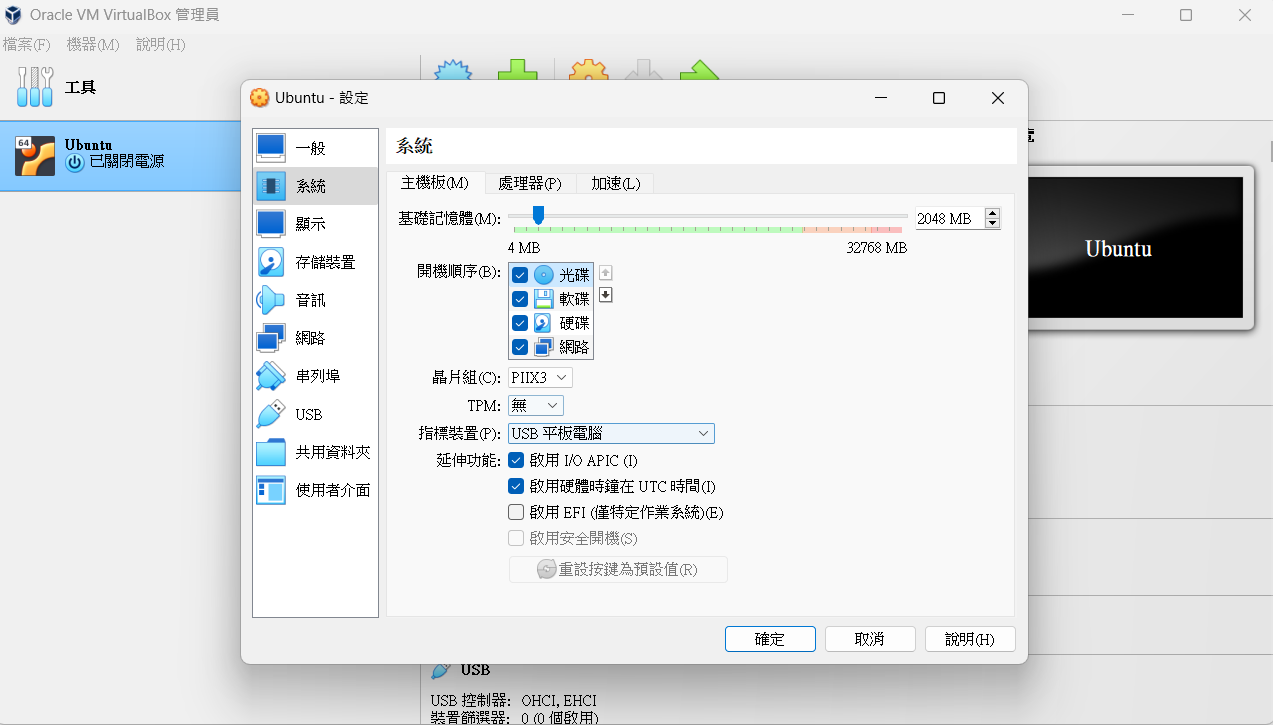 Oracle VM VirtualBox 管理員
檔案(F) 機器(M) 說明(H)
工具
64
Ubuntu
已關閉電源
Ubuntu - 設定
一般
系統
顯示
存儲裝置
音訊
網路
串列埠
USB
共用資料夾
使用者介面
系統
主機板(M) 處理器(P) 加速(L)
基礎記憶體(M): 2048 MB
4 MB 32768 MB
開機順序(B): 光碟
軟碟
硬碟
網路
晶片組(C): PIIX3
TPM: 無
指標裝置(P): USB 平板電腦
延伸功能: 啟用 I/O APIC (I)
啟用硬體時鐘在 UTC 時間(I)
啟用 EFI (僅特定作業系統)(E)
啟用安全開機(S)
重設按鍵為預設值(R)
確定 取消 說明(H)
Ubuntu
USB
USB 控制器: OHCI, EHCI
裝置篩選器: 0 (0 個啟用)